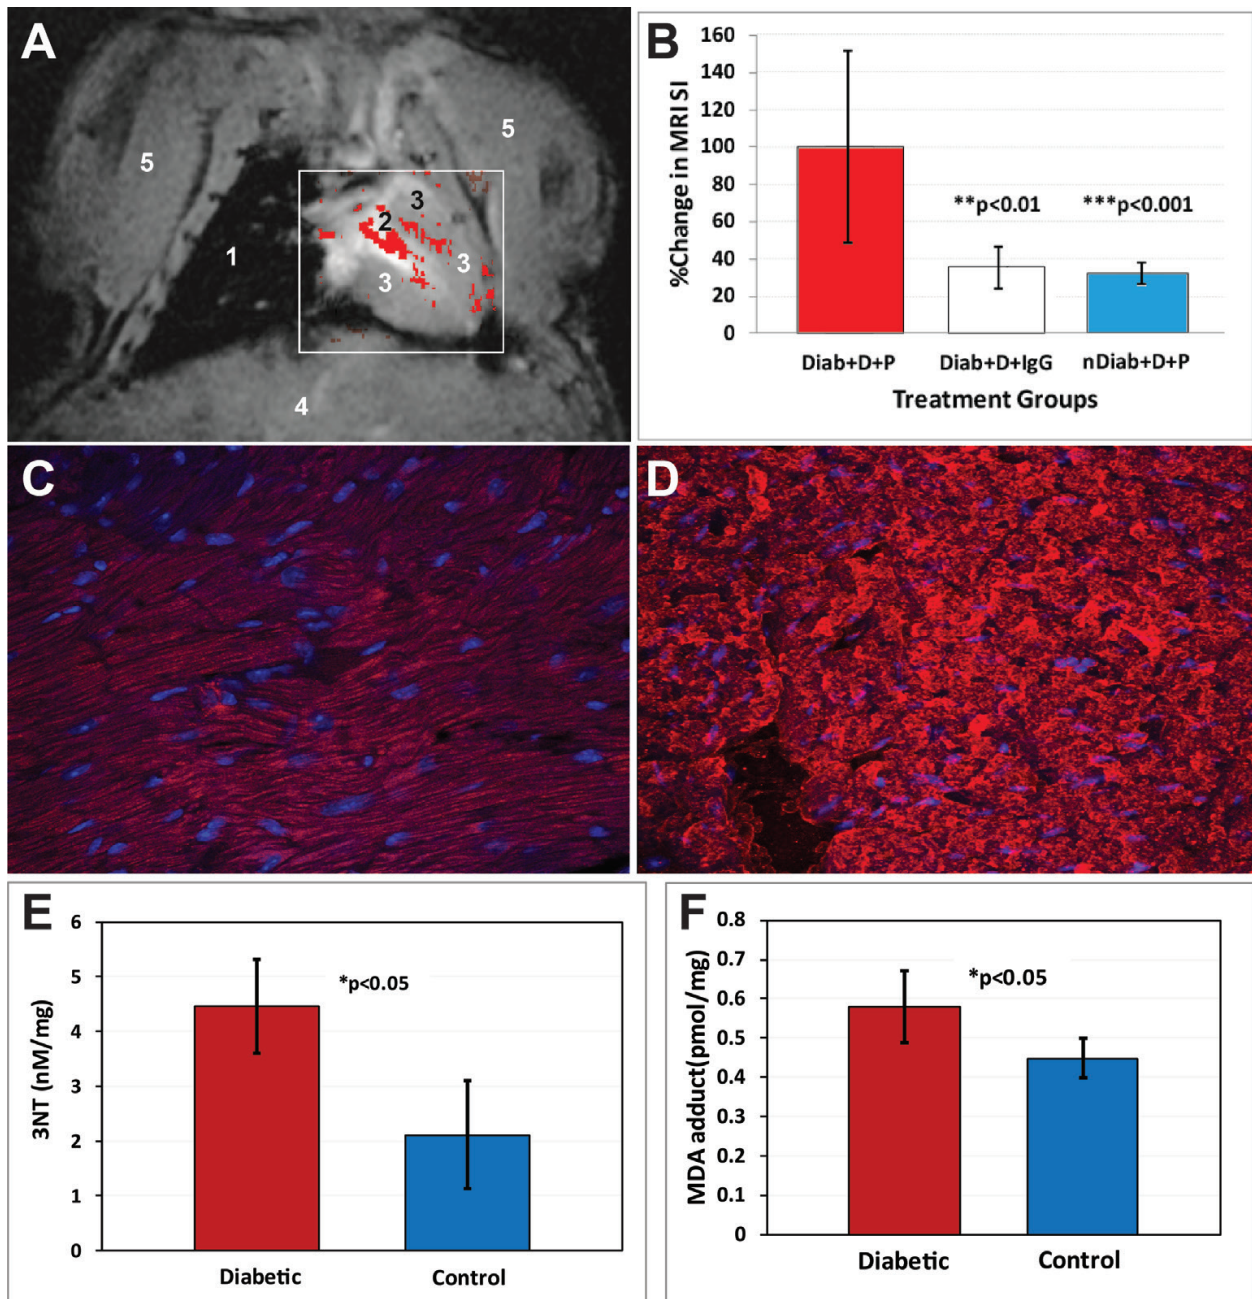 A
5
5
3
2
1
3
3
4
B
%Change in MRI SI
160
140
120
100
80
60
40
20
0
**p<0.01
***p<0.001
Diab+D+P
Diab+D+IgG
nDiab+D+P
Treatment Groups
C
D
E
3NT (nM/mg)
6
5
4
3
2
1
0
*p<0.05
Diabetic
Control
F
MDA adduct(pmol/mg)
0.8
0.7
0.6
0.5
0.4
0.3
0.2
0.1
0
*p<0.05
Diabetic
Control